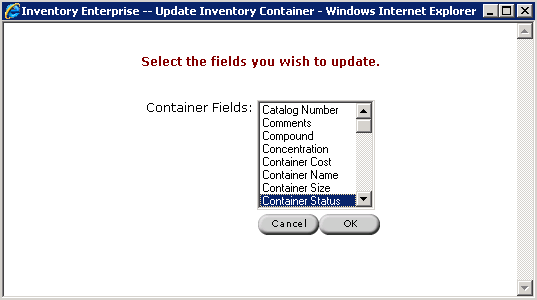 Inventory Enterprise -- Update Inventory Container - Windows Internet Explorer
Select the fields you wish to update.
Container Fields:
Catalog Number
Comments
Compound
Concentration
Container Cost
Container Name
Container Size
Container Status
Cancel OK